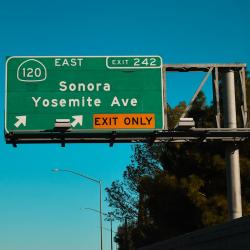 120 EAST EXIT 242
Sonora
Yosemite Ave
EXIT ONLY